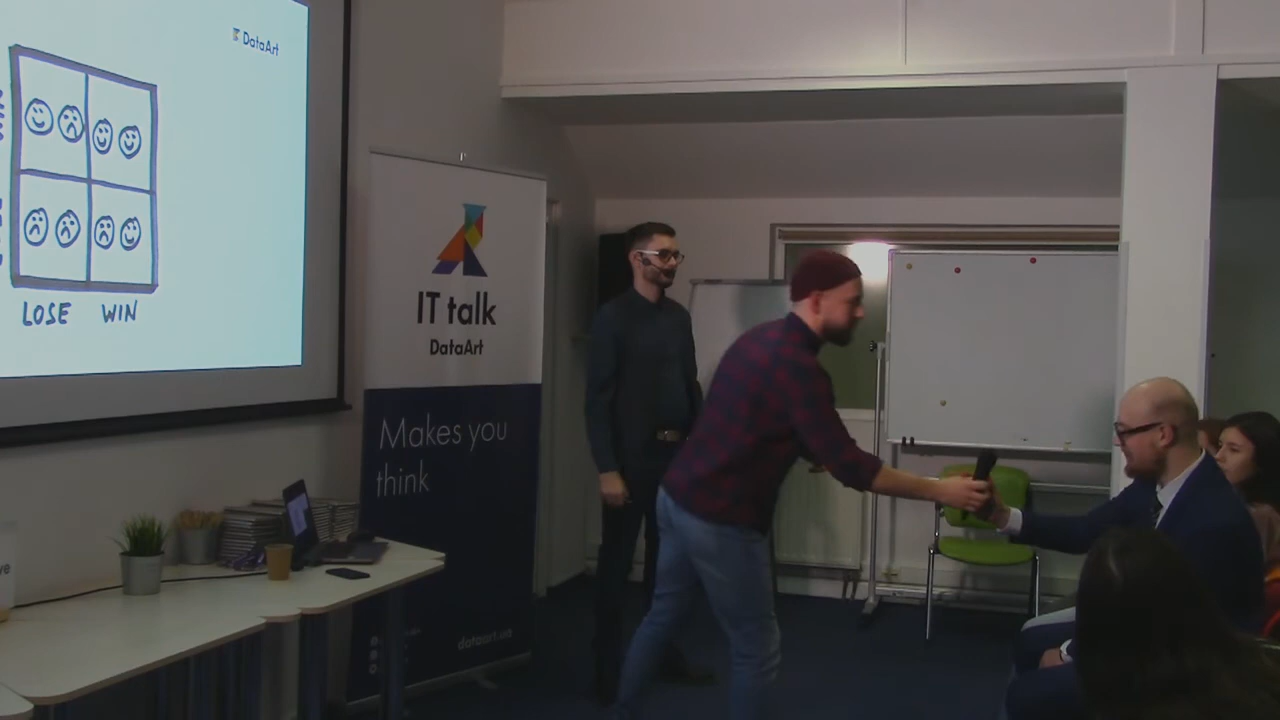 DataArt
LOSE WIN
IT talk
DataArt
Makes you
think
dataart.ua